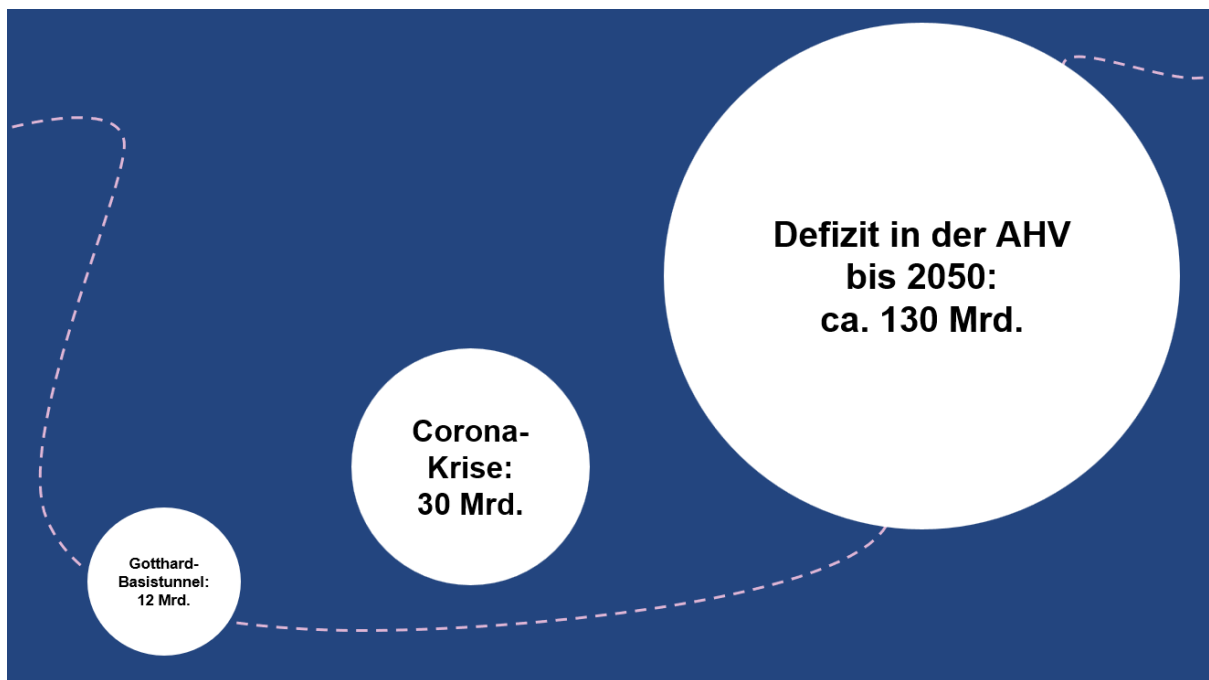 Defizit in der AHV
bis 2050:
ca. 130 Mrd.
Corona-
Krise:
30 Mrd.
Gotthard-
Basistunnel:
12 Mrd.